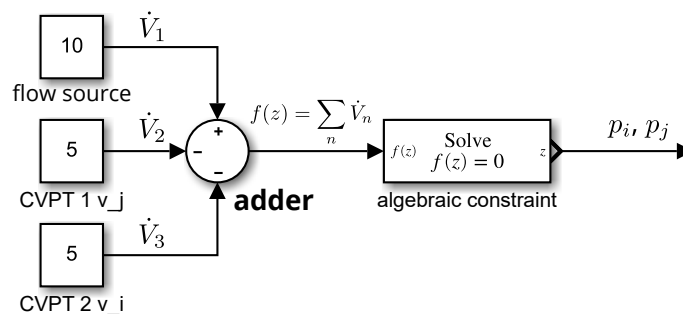 10
V̇₁
flow source
5
V̇₂
CVPT 1 v_j
5
V̇₃
CVPT 2 v_i
+
−
−
adder
f(z) = ∑ₙ V̇ₙ
f(z)
Solve
f(z) = 0
z
algebraic constraint
pᵢ, pⱼ